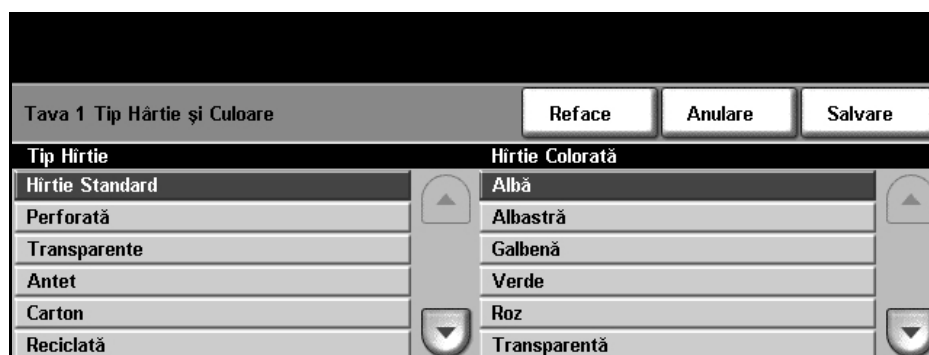 Tava 1 Tip Hârtie şi Culoare Reface Anulare Salvare
Tip Hîrtie Hîrtie Colorată
Hîrtie Standard Albă
Perforată Albastră
Transparente Galbenă
Antet Verde
Carton Roz
Reciclată Transparentă